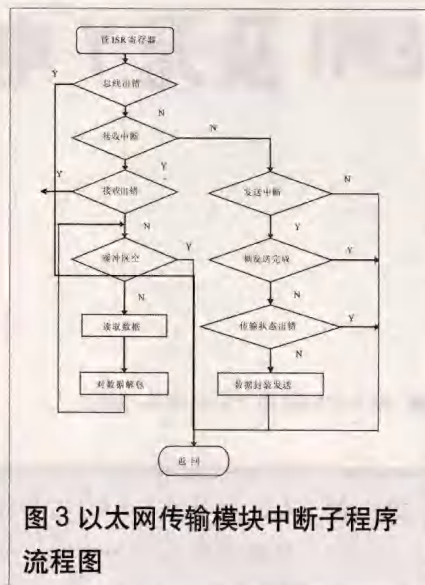 读ISR寄存器
总线出错
Y
N
接收中断
N
Y
接收出错
Y
发送中断
N
N
Y
缓冲区空
Y
帧发送完成
Y
N
N
读取数据
传输状态出错
Y
N
对数据解包
数据封装发送
返回
图 3 以太网传输模块中断子程序
流程图